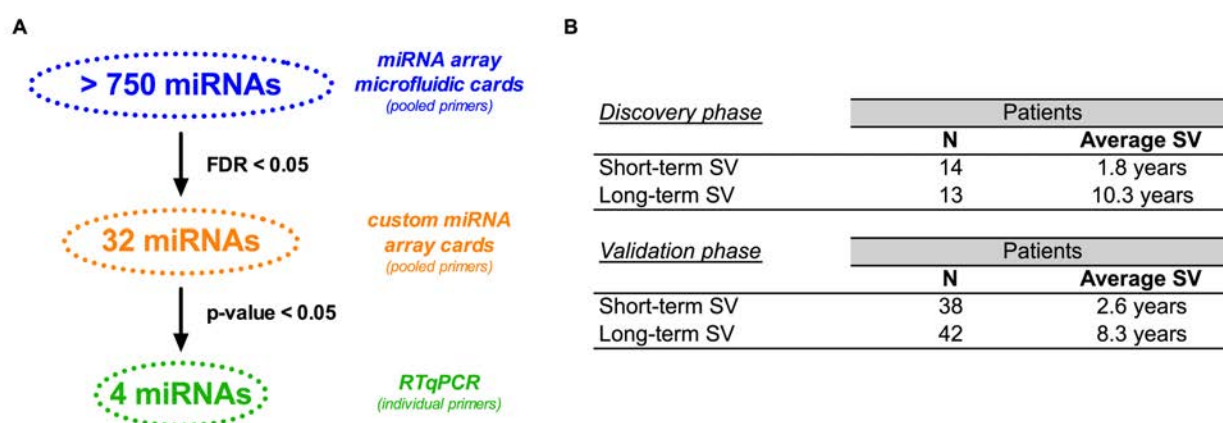 A
> 750 miRNAs
miRNA array
microfluidic cards
(pooled primers)
FDR < 0.05
32 miRNAs
custom miRNA
array cards
(pooled primers)
p-value < 0.05
4 miRNAs
RTqPCR
(individual primers)
B
Discovery phase Patients
N Average SV
Short-term SV 14 1.8 years
Long-term SV 13 10.3 years
Validation phase Patients
N Average SV
Short-term SV 38 2.6 years
Long-term SV 42 8.3 years